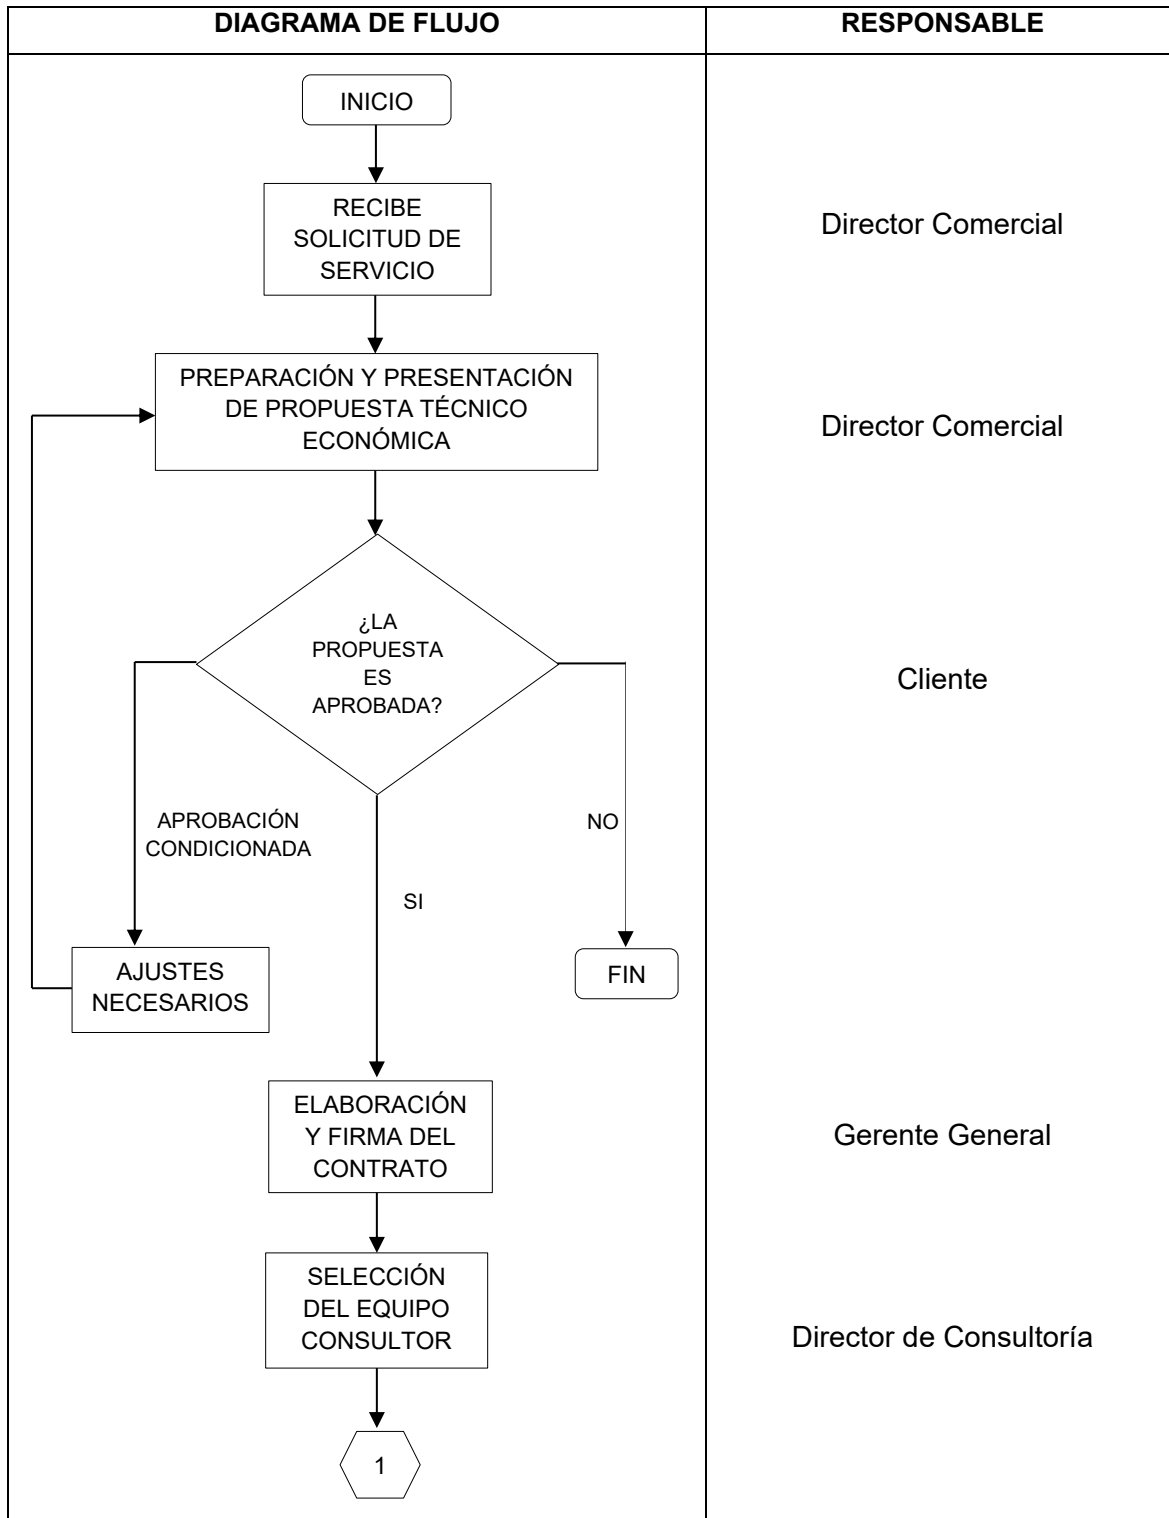 DIAGRAMA DE FLUJO
RESPONSABLE
INICIO
RECIBE
SOLICITUD DE
SERVICIO
Director Comercial
PREPARACIÓN Y PRESENTACIÓN
DE PROPUESTA TÉCNICO
ECONÓMICA
Director Comercial
¿LA
PROPUESTA
ES
APROBADA?
Cliente
APROBACIÓN
CONDICIONADA
NO
SI
AJUSTES
NECESARIOS
FIN
ELABORACIÓN
Y FIRMA DEL
CONTRATO
Gerente General
SELECCIÓN
DEL EQUIPO
CONSULTOR
Director de Consultoría
1